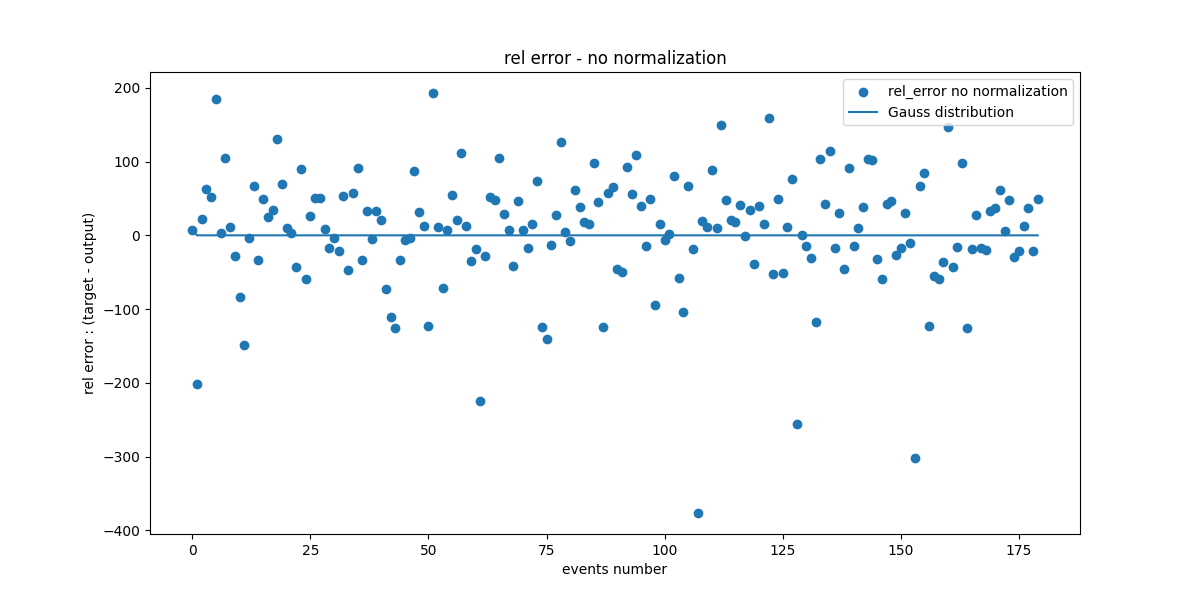 rel error - no normalization
rel_error no normalization
Gauss distribution
rel error : (target - output)
200
100
0
−100
−200
−300
−400
0 25 50 75 100 125 150 175
events number